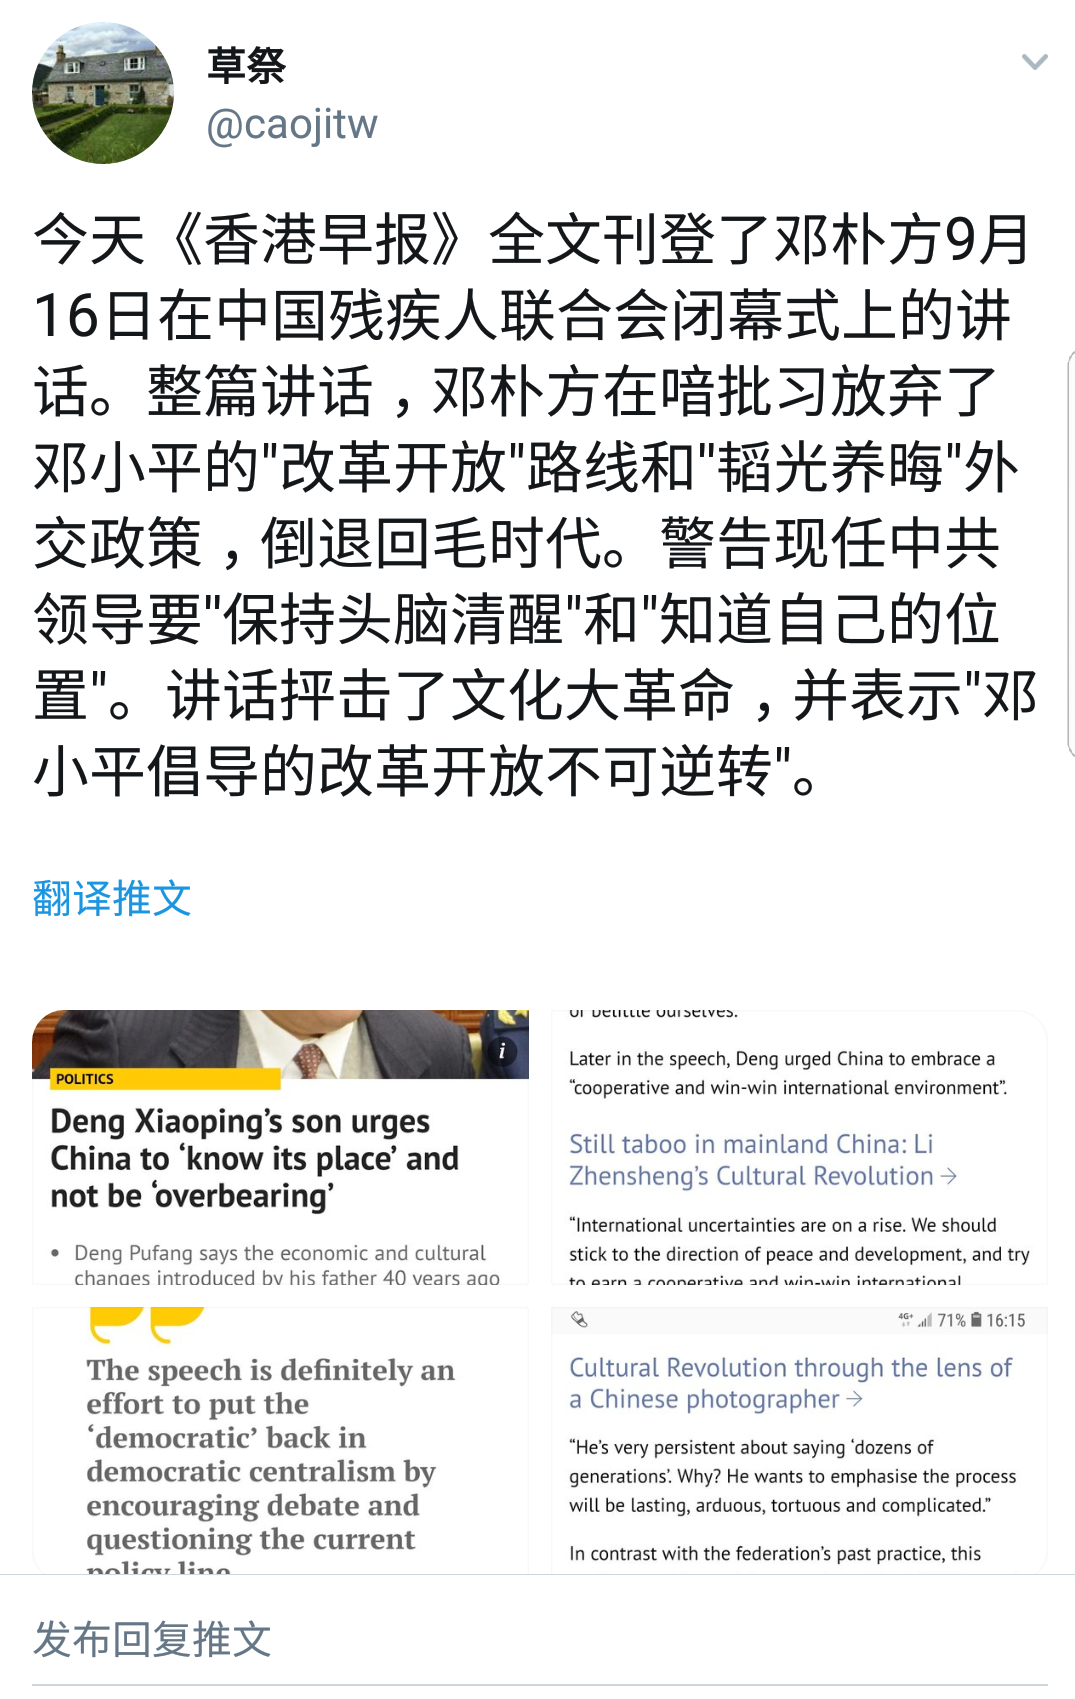 草祭
@caojitw
今天《香港早报》全文刊登了邓朴方9月
16日在中国残疾人联合会闭幕式上的讲
话。整篇讲话，邓朴方在喑批习放弃了
邓小平的"改革开放"路线和"韬光养晦"外
交政策，倒退回毛时代。警告现任中共
领导要"保持头脑清醒"和"知道自己的位
置"。讲话抨击了文化大革命，并表示"邓
小平倡导的改革开放不可逆转"。
翻译推文
i
POLITICS
Deng Xiaoping's son urges
China to 'know its place' and
not be 'overbearing'
• Deng Pufang says the economic and cultural
changes introduced by his father 40 years ago
or belittle ourselves.
Later in the speech, Deng urged China to embrace a
“cooperative and win-win international environment”.
Still taboo in mainland China: Li
Zhensheng's Cultural Revolution →
“International uncertainties are on a rise. We should
stick to the direction of peace and development, and try
to earn a cooperative and win-win international
The speech is definitely an
effort to put the
‘democratic’ back in
democratic centralism by
encouraging debate and
questioning the current
policy line
4G+ 71% 16:15
Cultural Revolution through the lens of
a Chinese photographer →
“He's very persistent about saying ‘dozens of
generations’. Why? He wants to emphasise the process
will be lasting, arduous, tortuous and complicated.”
In contrast with the federation's past practice, this
发布回复推文